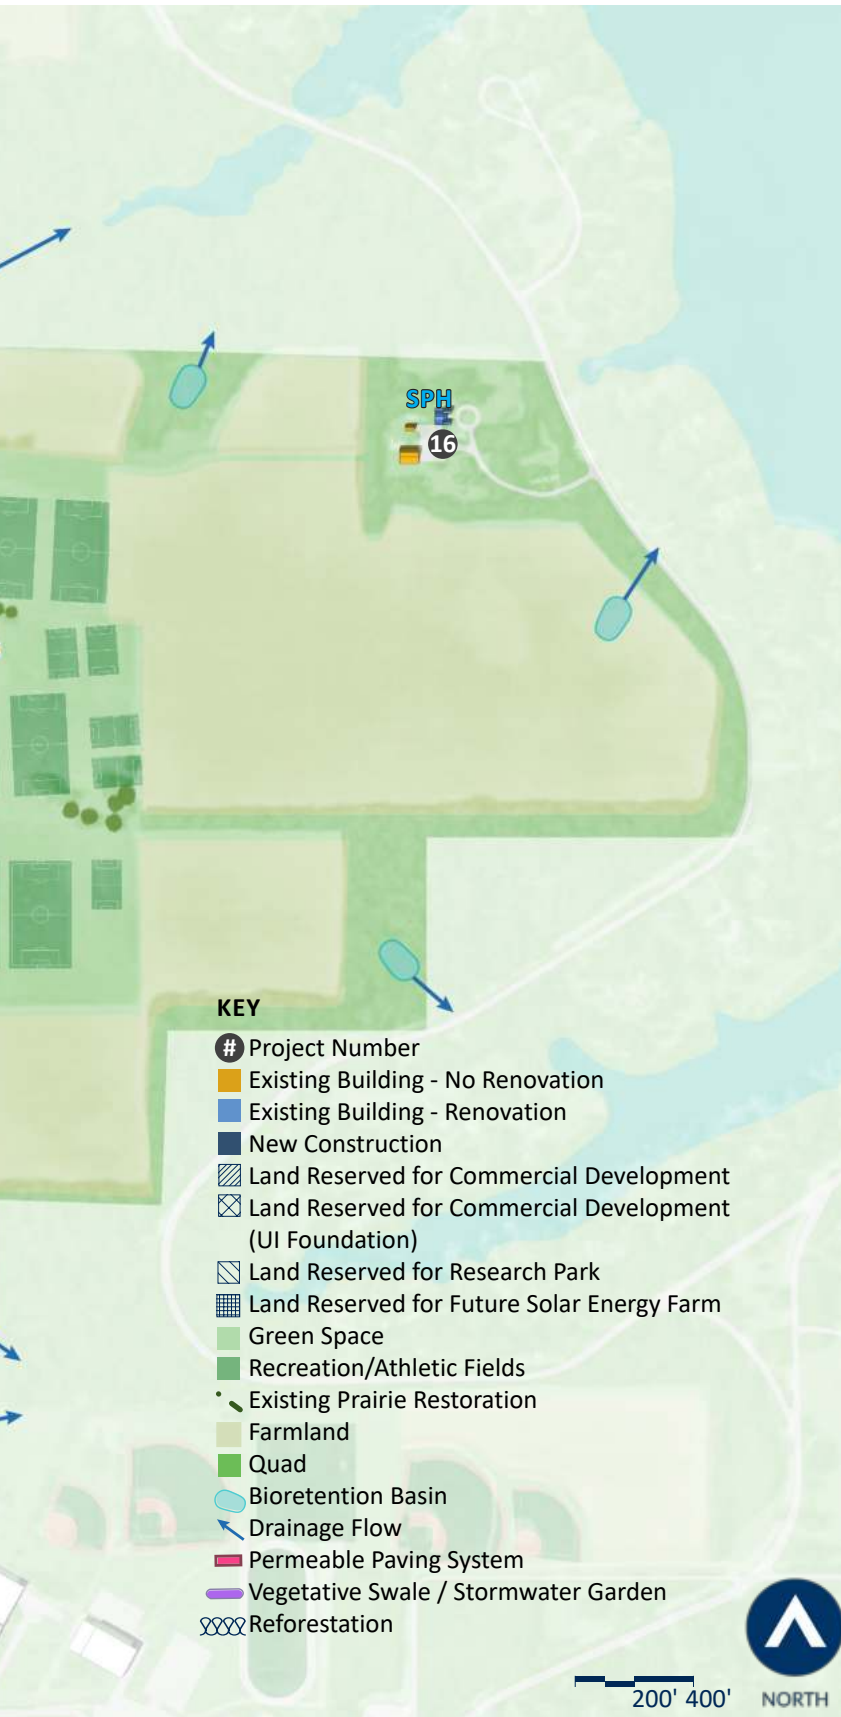 SPH
16
KEY
# Project Number
Existing Building - No Renovation
Existing Building - Renovation
New Construction
Land Reserved for Commercial Development
Land Reserved for Commercial Development
(UI Foundation)
Land Reserved for Research Park
Land Reserved for Future Solar Energy Farm
Green Space
Recreation/Athletic Fields
Existing Prairie Restoration
Farmland
Quad
Bioretention Basin
Drainage Flow
Permeable Paving System
Vegetative Swale / Stormwater Garden
Reforestation
200' 400'
NORTH